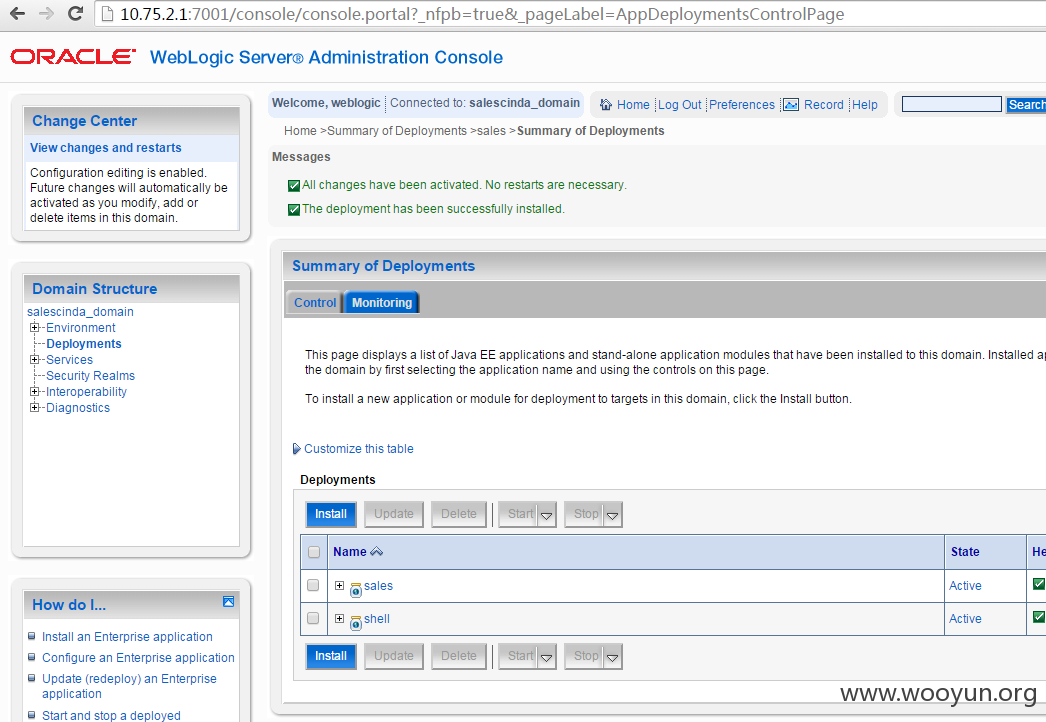 10.75.2.1:7001/console/console.portal?_nfpb=true&_pageLabel=AppDeploymentsControlPage
ORACLE® WebLogic Server® Administration Console
Change Center
View changes and restarts
Configuration editing is enabled.
Future changes will automatically be
activated as you modify, add or
delete items in this domain.
Domain Structure
salescinda_domain
Environment
Deployments
Services
Security Realms
Interoperability
Diagnostics
How do I...
Install an Enterprise application
Configure an Enterprise application
Update (redeploy) an Enterprise
application
Start and stop a deployed
Welcome, weblogic Connected to: salescinda_domain
Home Log Out Preferences Record Help
Search
Home >Summary of Deployments >sales >Summary of Deployments
Messages
All changes have been activated. No restarts are necessary.
The deployment has been successfully installed.
Summary of Deployments
Control Monitoring
This page displays a list of Java EE applications and stand-alone application modules that have been installed to this domain. Installed ap
the domain by first selecting the application name and using the controls on this page.
To install a new application or module for deployment to targets in this domain, click the Install button.
Customize this table
Deployments
Install Update Delete Start Stop
Name State He
sales Active
shell Active
Install Update Delete Start Stop
www.wooyun.org